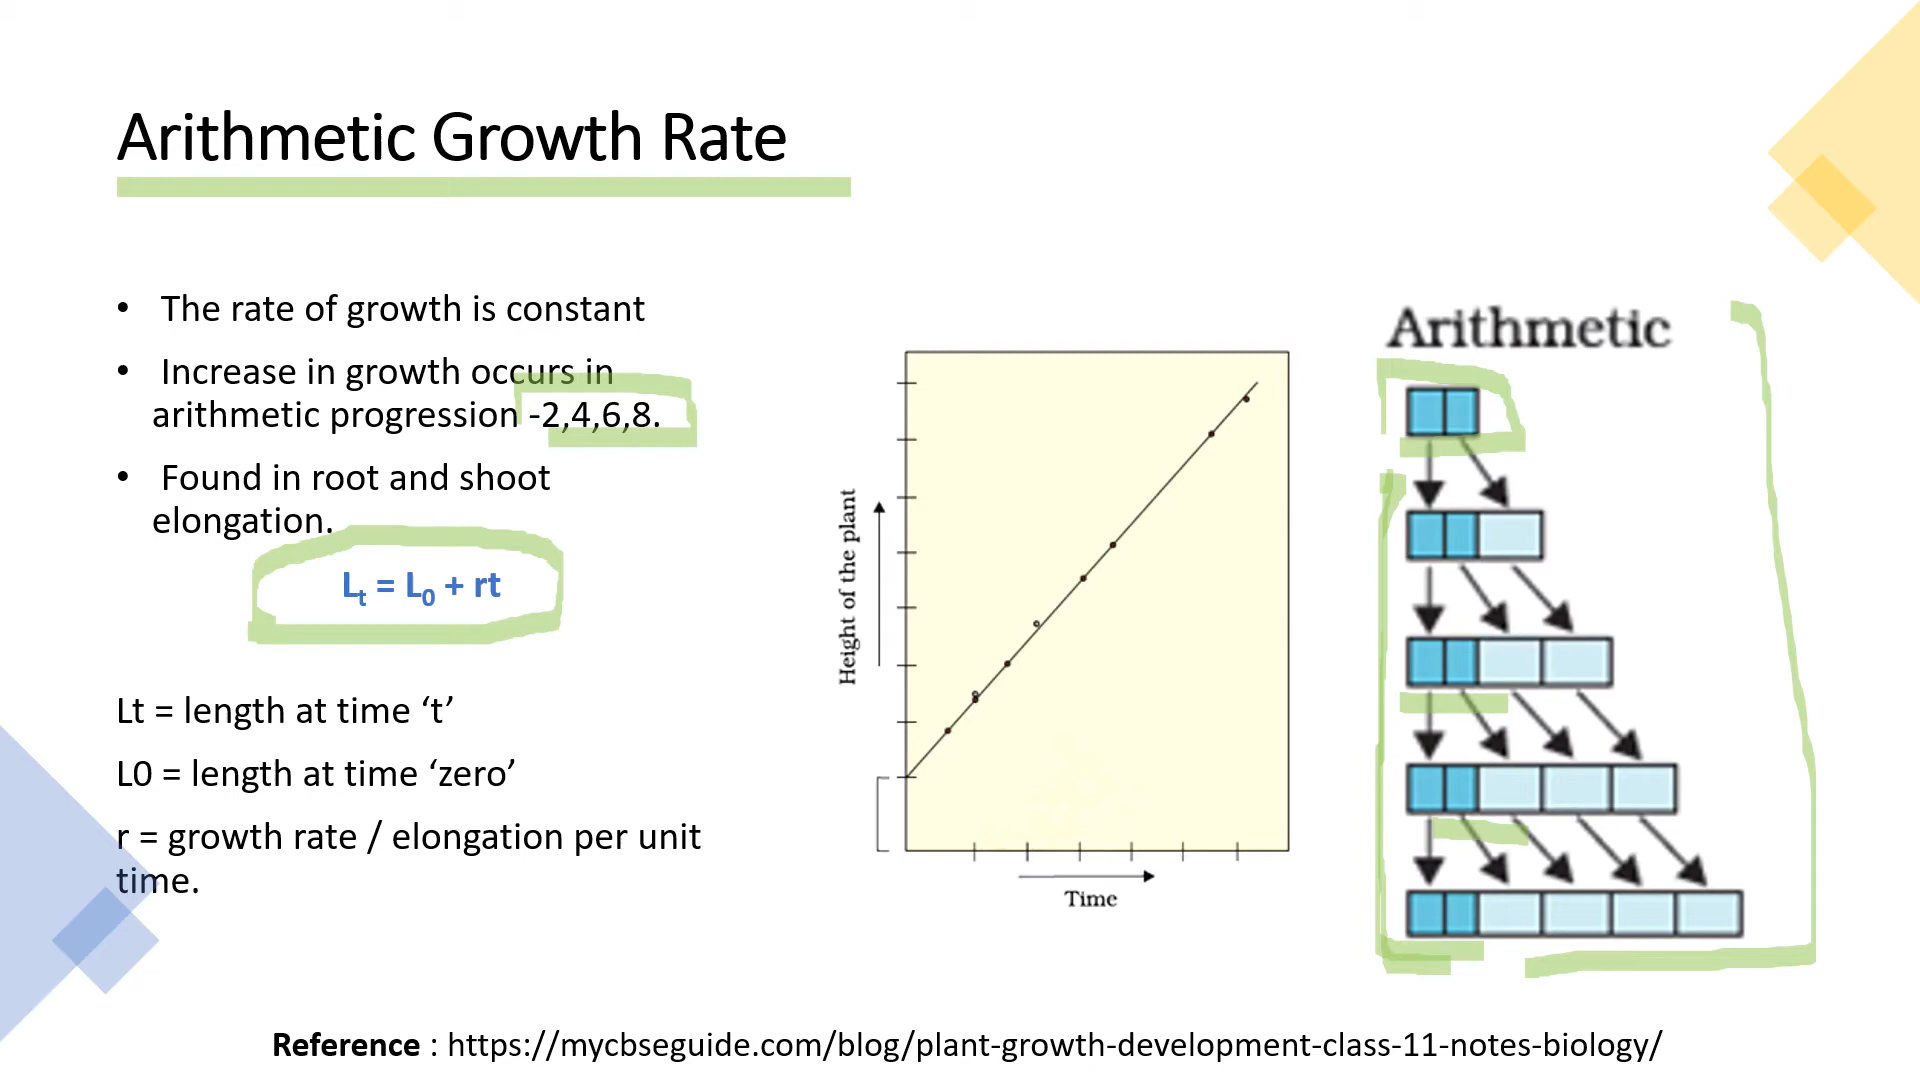 Arithmetic Growth Rate
• The rate of growth is constant
• Increase in growth occurs in
arithmetic progression -2,4,6,8.
• Found in root and shoot
elongation.
Lt = L0 + rt
Lt = length at time ‘t’
L0 = length at time ‘zero’
r = growth rate / elongation per unit
time.
Height of the plant
Time
Arithmetic
Reference : https://mycbseguide.com/blog/plant-growth-development-class-11-notes-biology/